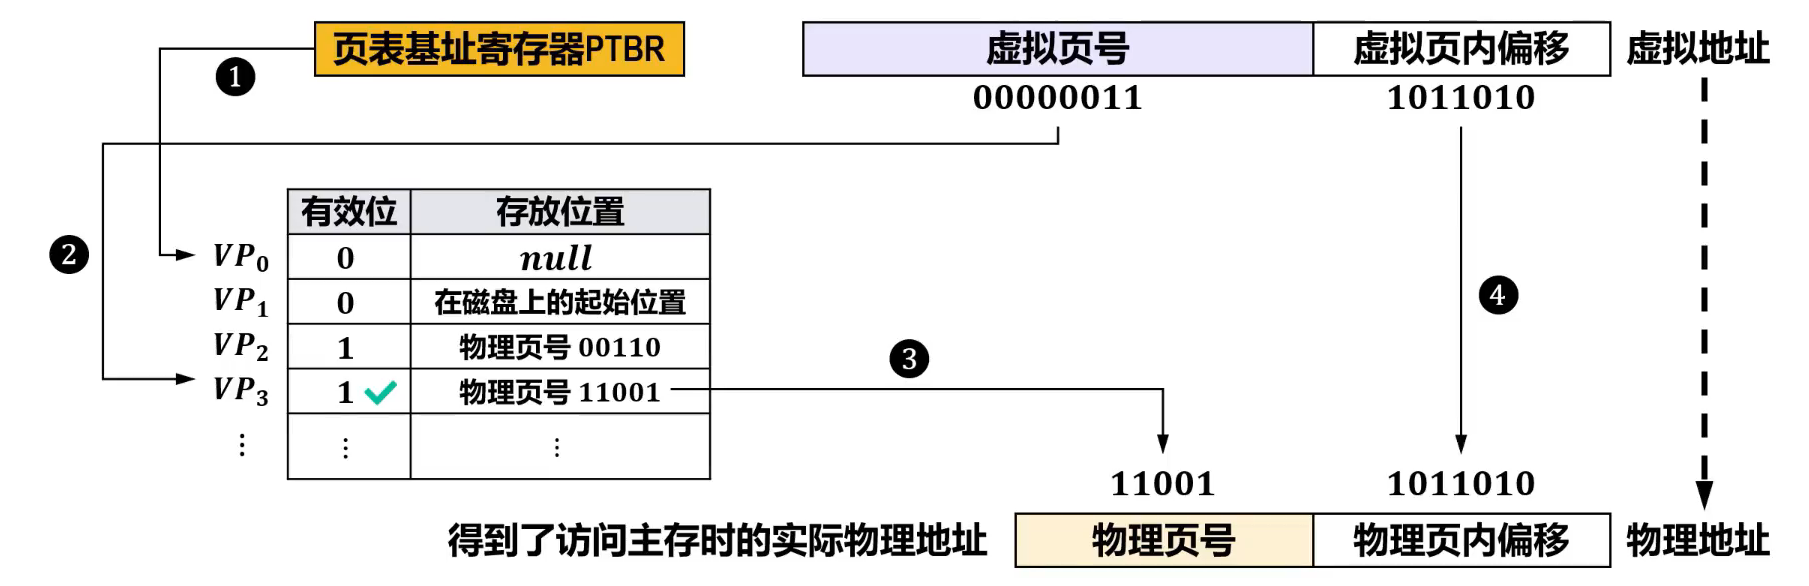 页表基址寄存器PTBR
虚拟页号 虚拟页内偏移 虚拟地址
❶
00000011 1011010
有效位 存放位置
❷
VP₀ 0 null
VP₁ 0 在磁盘上的起始位置
❹
VP₂ 1 物理页号 00110
❸
VP₃ 1 物理页号 11001
⋮ ⋮ ⋮
11001 1011010
得到了访问主存时的实际物理地址 物理页号 物理页内偏移 物理地址